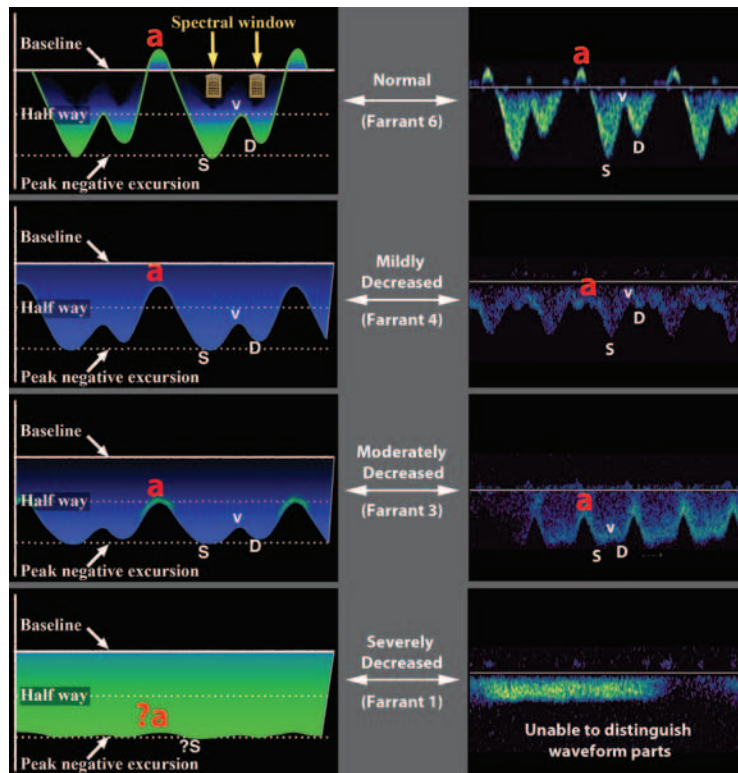 Spectral window
Baseline
a
a
Normal
(Farrant 6)
Half way
v
v
D
D
S
S
Peak negative excursion
Baseline
a
a
Mildly
Decreased
(Farrant 4)
Half way
v
v
D
D
S
S
Peak negative excursion
Baseline
a
a
Moderately
Decreased
(Farrant 3)
Half way
v
v
S
D
S
D
Peak negative excursion
Baseline
Severely
Decreased
(Farrant 1)
Half way
?a
?S
Peak negative excursion
Unable to distinguish
waveform parts